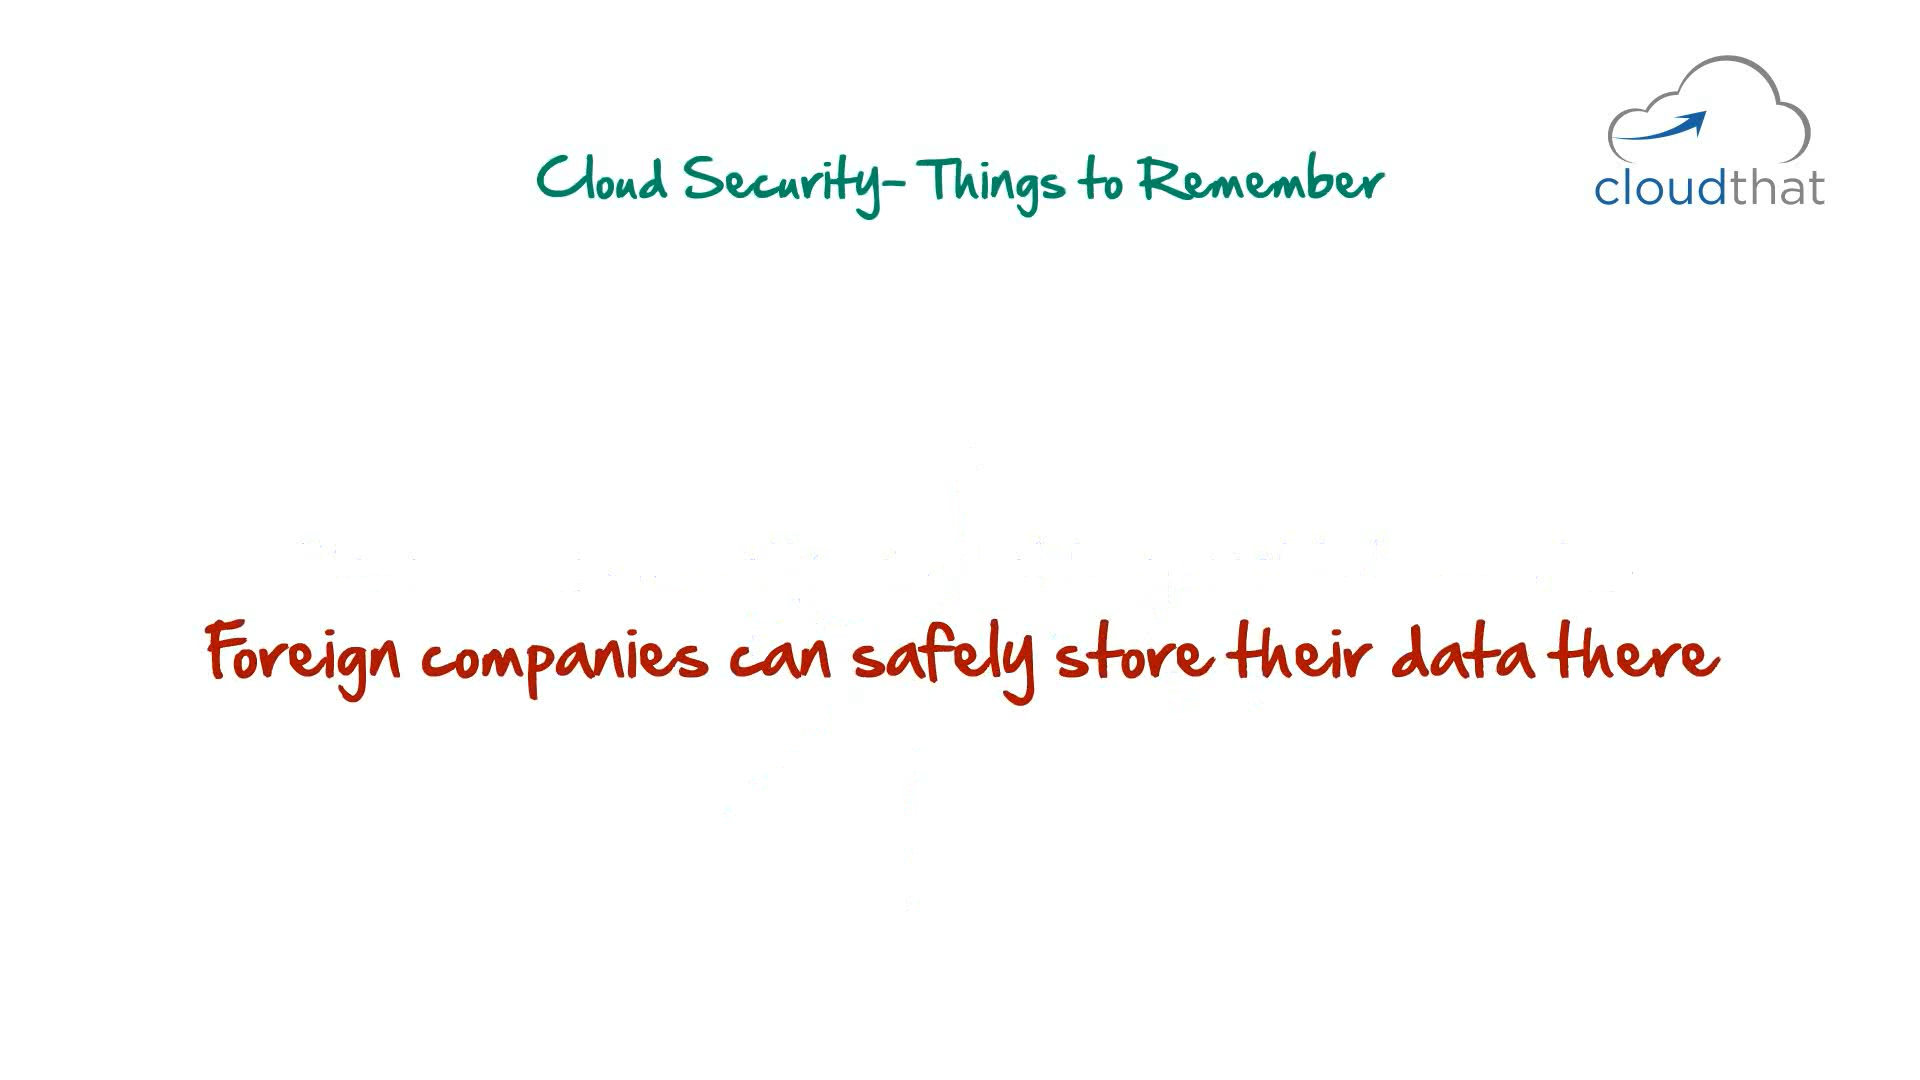 Cloud Security- Things to Remember
cloudthat
Foreign companies can safely store their data there